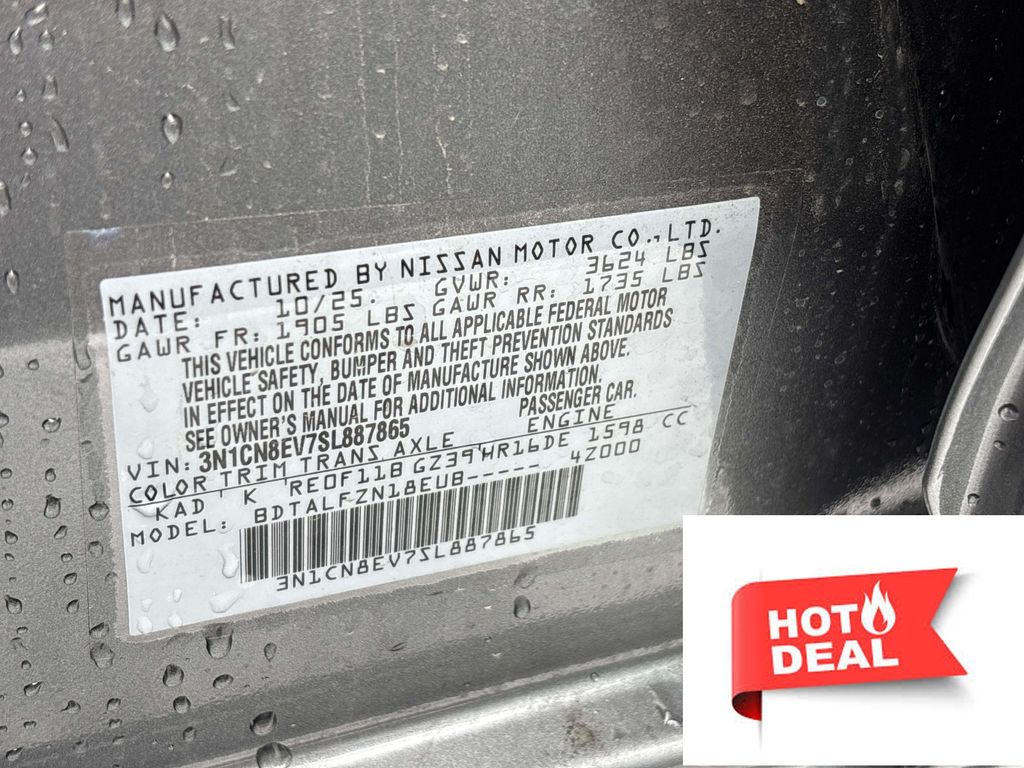 MANUFACTURED BY NISSAN MOTOR CO., LTD.
DATE: 10/25 GVWR: 3624 LBS
GAWR FR: 1905 LBS GAWR RR: 1735 LBS
THIS VEHICLE CONFORMS TO ALL APPLICABLE FEDERAL MOTOR
VEHICLE SAFETY, BUMPER AND THEFT PREVENTION STANDARDS
IN EFFECT ON THE DATE OF MANUFACTURE SHOWN ABOVE.
SEE OWNER'S MANUAL FOR ADDITIONAL INFORMATION.
VIN: 3N1CN8EV7SL887865 PASSENGER CAR.
COLOR TRIM TRANS AXLE ENGINE
KAD K RE0F11B GZ39 HR16DE 1598 CC
MODEL: BDTALFZN18EUB----- 4Z000
3N1CN8EV7SL887865
HOT
DEAL